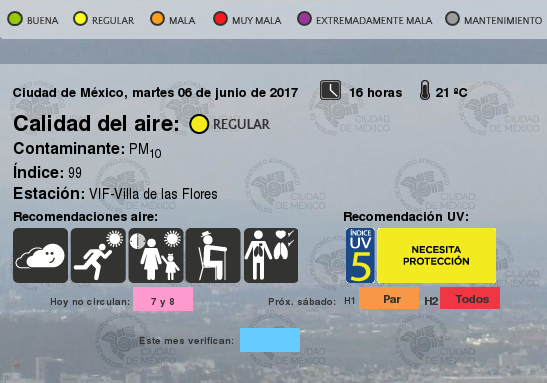 BUENA REGULAR MALA MUY MALA EXTREMADAMENTE MALA MANTENIMIENTO
Ciudad de México, martes 06 de junio de 2017 16 horas 21 ºC
Calidad del aire: REGULAR
Contaminante: PM10
Índice: 99
Estación: VIF-Villa de las Flores
Recomendaciones aire: Recomendación UV:
ÍNDICE UV 5 NECESITA PROTECCIÓN
Hoy no circulan: 7 y 8 Próx. sábado: H1 Par H2 Todos
Este mes verifican:
CIUDAD DE MÉXICO